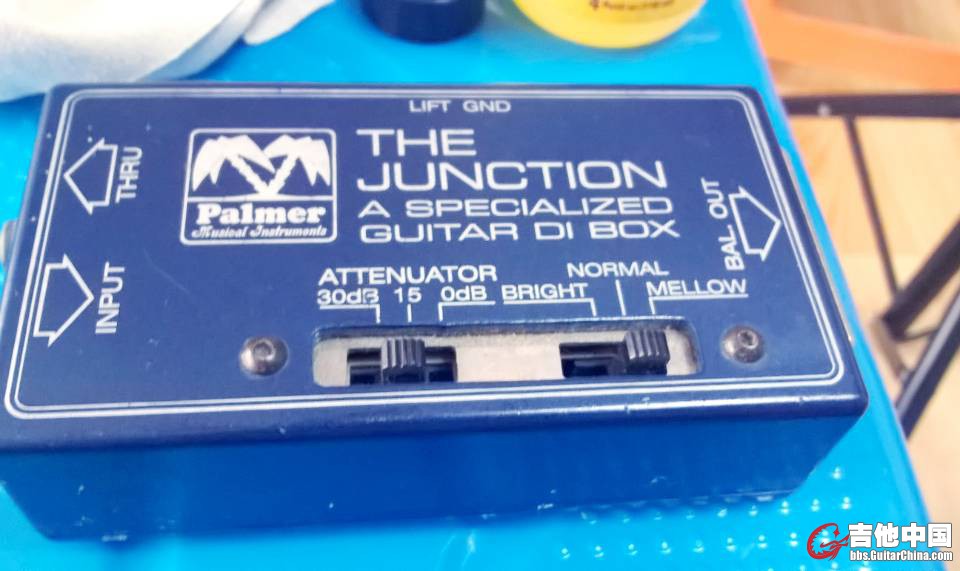 LIFT GND
THRU
THE
JUNCTION
A SPECIALIZED
GUITAR DI BOX
Palmer
Musical Instruments
BAL. OUT
INPUT
ATTENUATOR
30dB 15 0dB
NORMAL
BRIGHT
MELLOW
吉他中国
bbs.GuitarChina.com